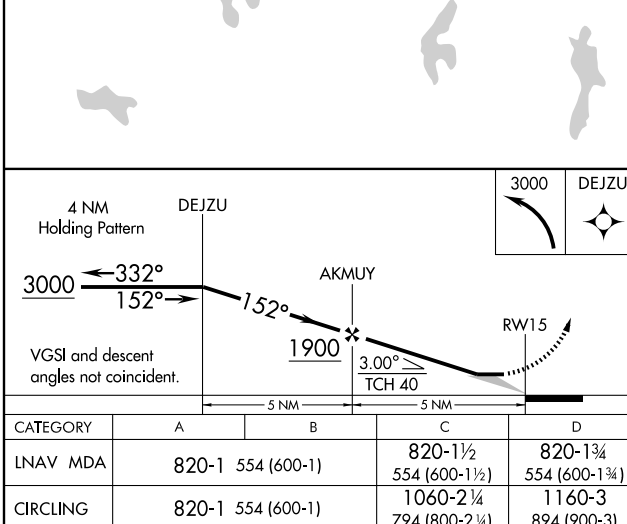 3000 DEJZU
4 NM
Holding Pattern
DEJZU
3000
332°
152°
152°
AKMUY
1900
3.00°
TCH 40
RW15
VGSI and descent
angles not coincident.
5 NM 5 NM
CATEGORY A B C D
LNAV MDA 820-1 554 (600-1) 820-1½ 554 (600-1½) 820-1¾ 554 (600-1¾)
CIRCLING 820-1 554 (600-1) 1060-2¼ 794 (800-2¼) 1160-3 894 (900-3)